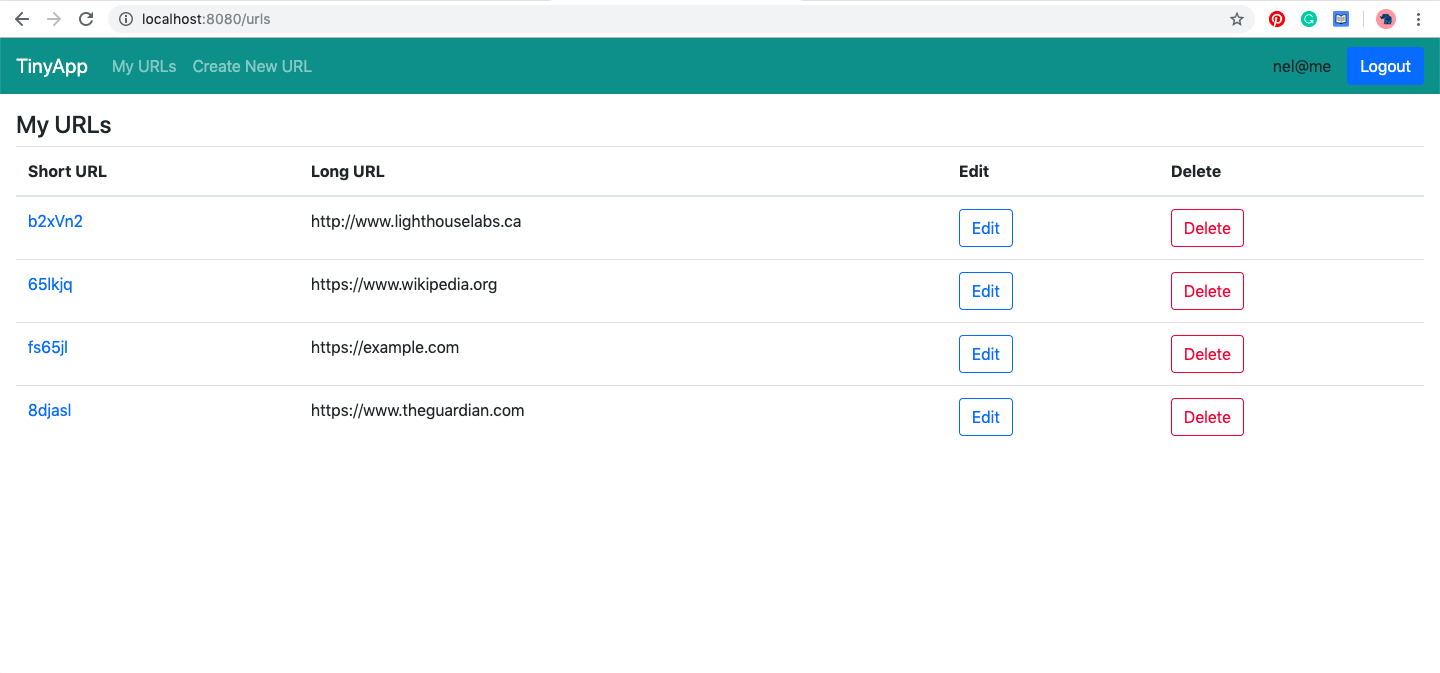 localhost:8080/urls
TinyApp My URLs Create New URL nel@me Logout
My URLs
Short URL Long URL Edit Delete
b2xVn2 http://www.lighthouselabs.ca Edit Delete
65lkjq https://www.wikipedia.org Edit Delete
fs65jl https://example.com Edit Delete
8djasl https://www.theguardian.com Edit Delete